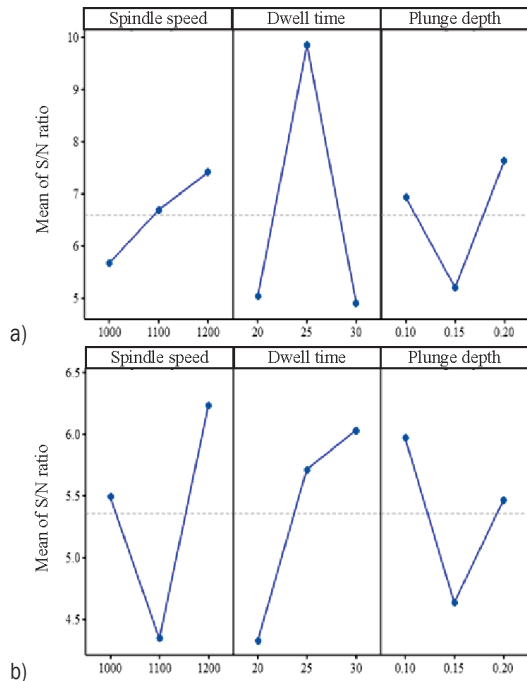 Spindle speed Dwell time Plunge depth
10
9
8
7
6
5
Mean of S/N ratio
1000 1100 1200 20 25 30 0.10 0.15 0.20
a)
Spindle speed Dwell time Plunge depth
6.5
6.0
5.5
5.0
4.5
Mean of S/N ratio
1000 1100 1200 20 25 30 0.10 0.15 0.20
b)